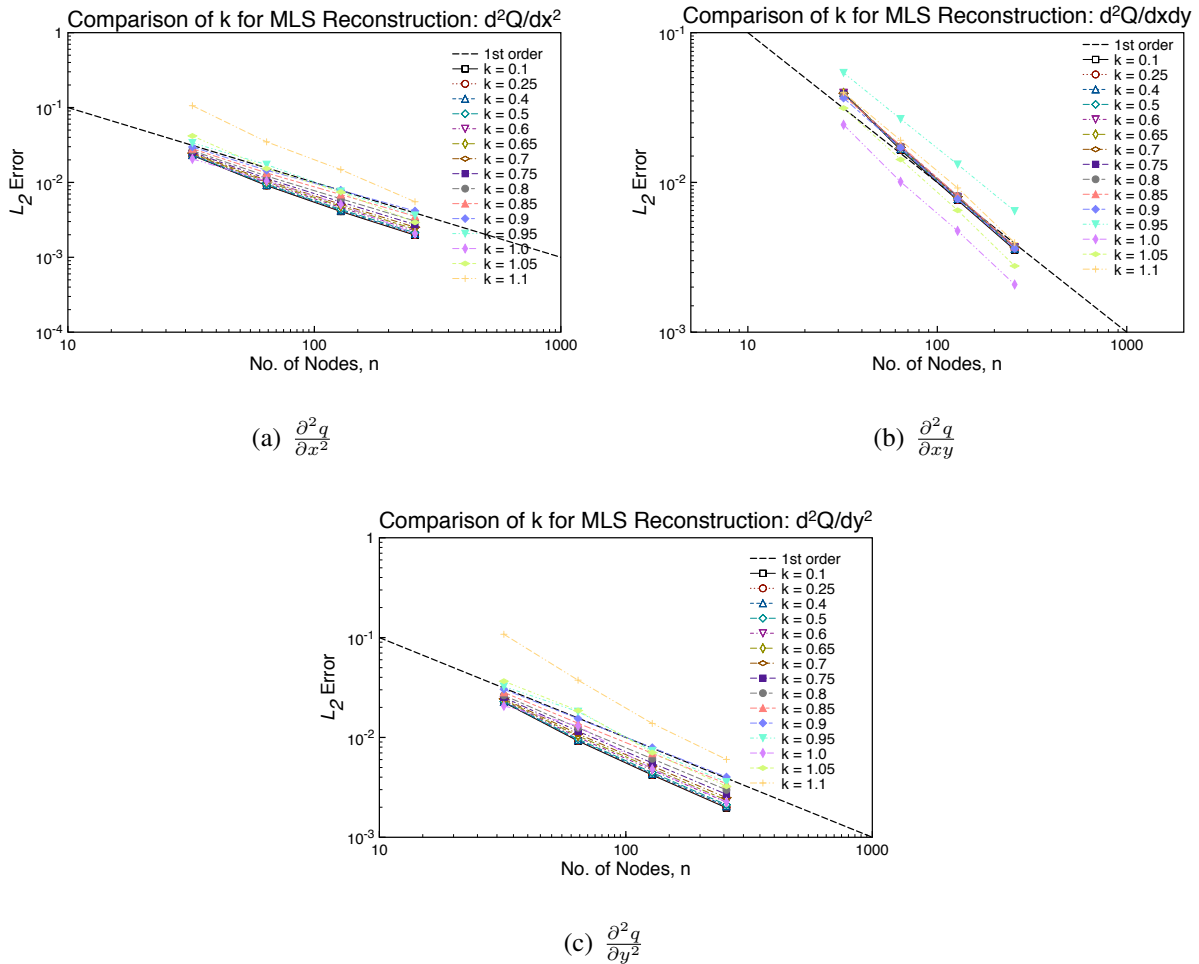 Comparison of k for MLS Reconstruction: d²Q/dx²
1
10⁻¹
10⁻²
10⁻³
10⁻⁴
L₂ Error
10
100
1000
No. of Nodes, n
1st order
k = 0.1
k = 0.25
k = 0.4
k = 0.5
k = 0.6
k = 0.65
k = 0.7
k = 0.75
k = 0.8
k = 0.85
k = 0.9
k = 0.95
k = 1.0
k = 1.05
k = 1.1
(a) ∂²q/∂x²
Comparison of k for MLS Reconstruction: d²Q/dxdy
10⁻¹
10⁻²
10⁻³
L₂ Error
10
100
1000
No. of Nodes, n
1st order
k = 0.1
k = 0.25
k = 0.4
k = 0.5
k = 0.6
k = 0.65
k = 0.7
k = 0.75
k = 0.8
k = 0.85
k = 0.9
k = 0.95
k = 1.0
k = 1.05
k = 1.1
(b) ∂²q/∂xy
Comparison of k for MLS Reconstruction: d²Q/dy²
1
10⁻¹
10⁻²
10⁻³
L₂ Error
10
100
1000
No. of Nodes, n
1st order
k = 0.1
k = 0.25
k = 0.4
k = 0.5
k = 0.6
k = 0.65
k = 0.7
k = 0.75
k = 0.8
k = 0.85
k = 0.9
k = 0.95
k = 1.0
k = 1.05
k = 1.1
(c) ∂²q/∂y²